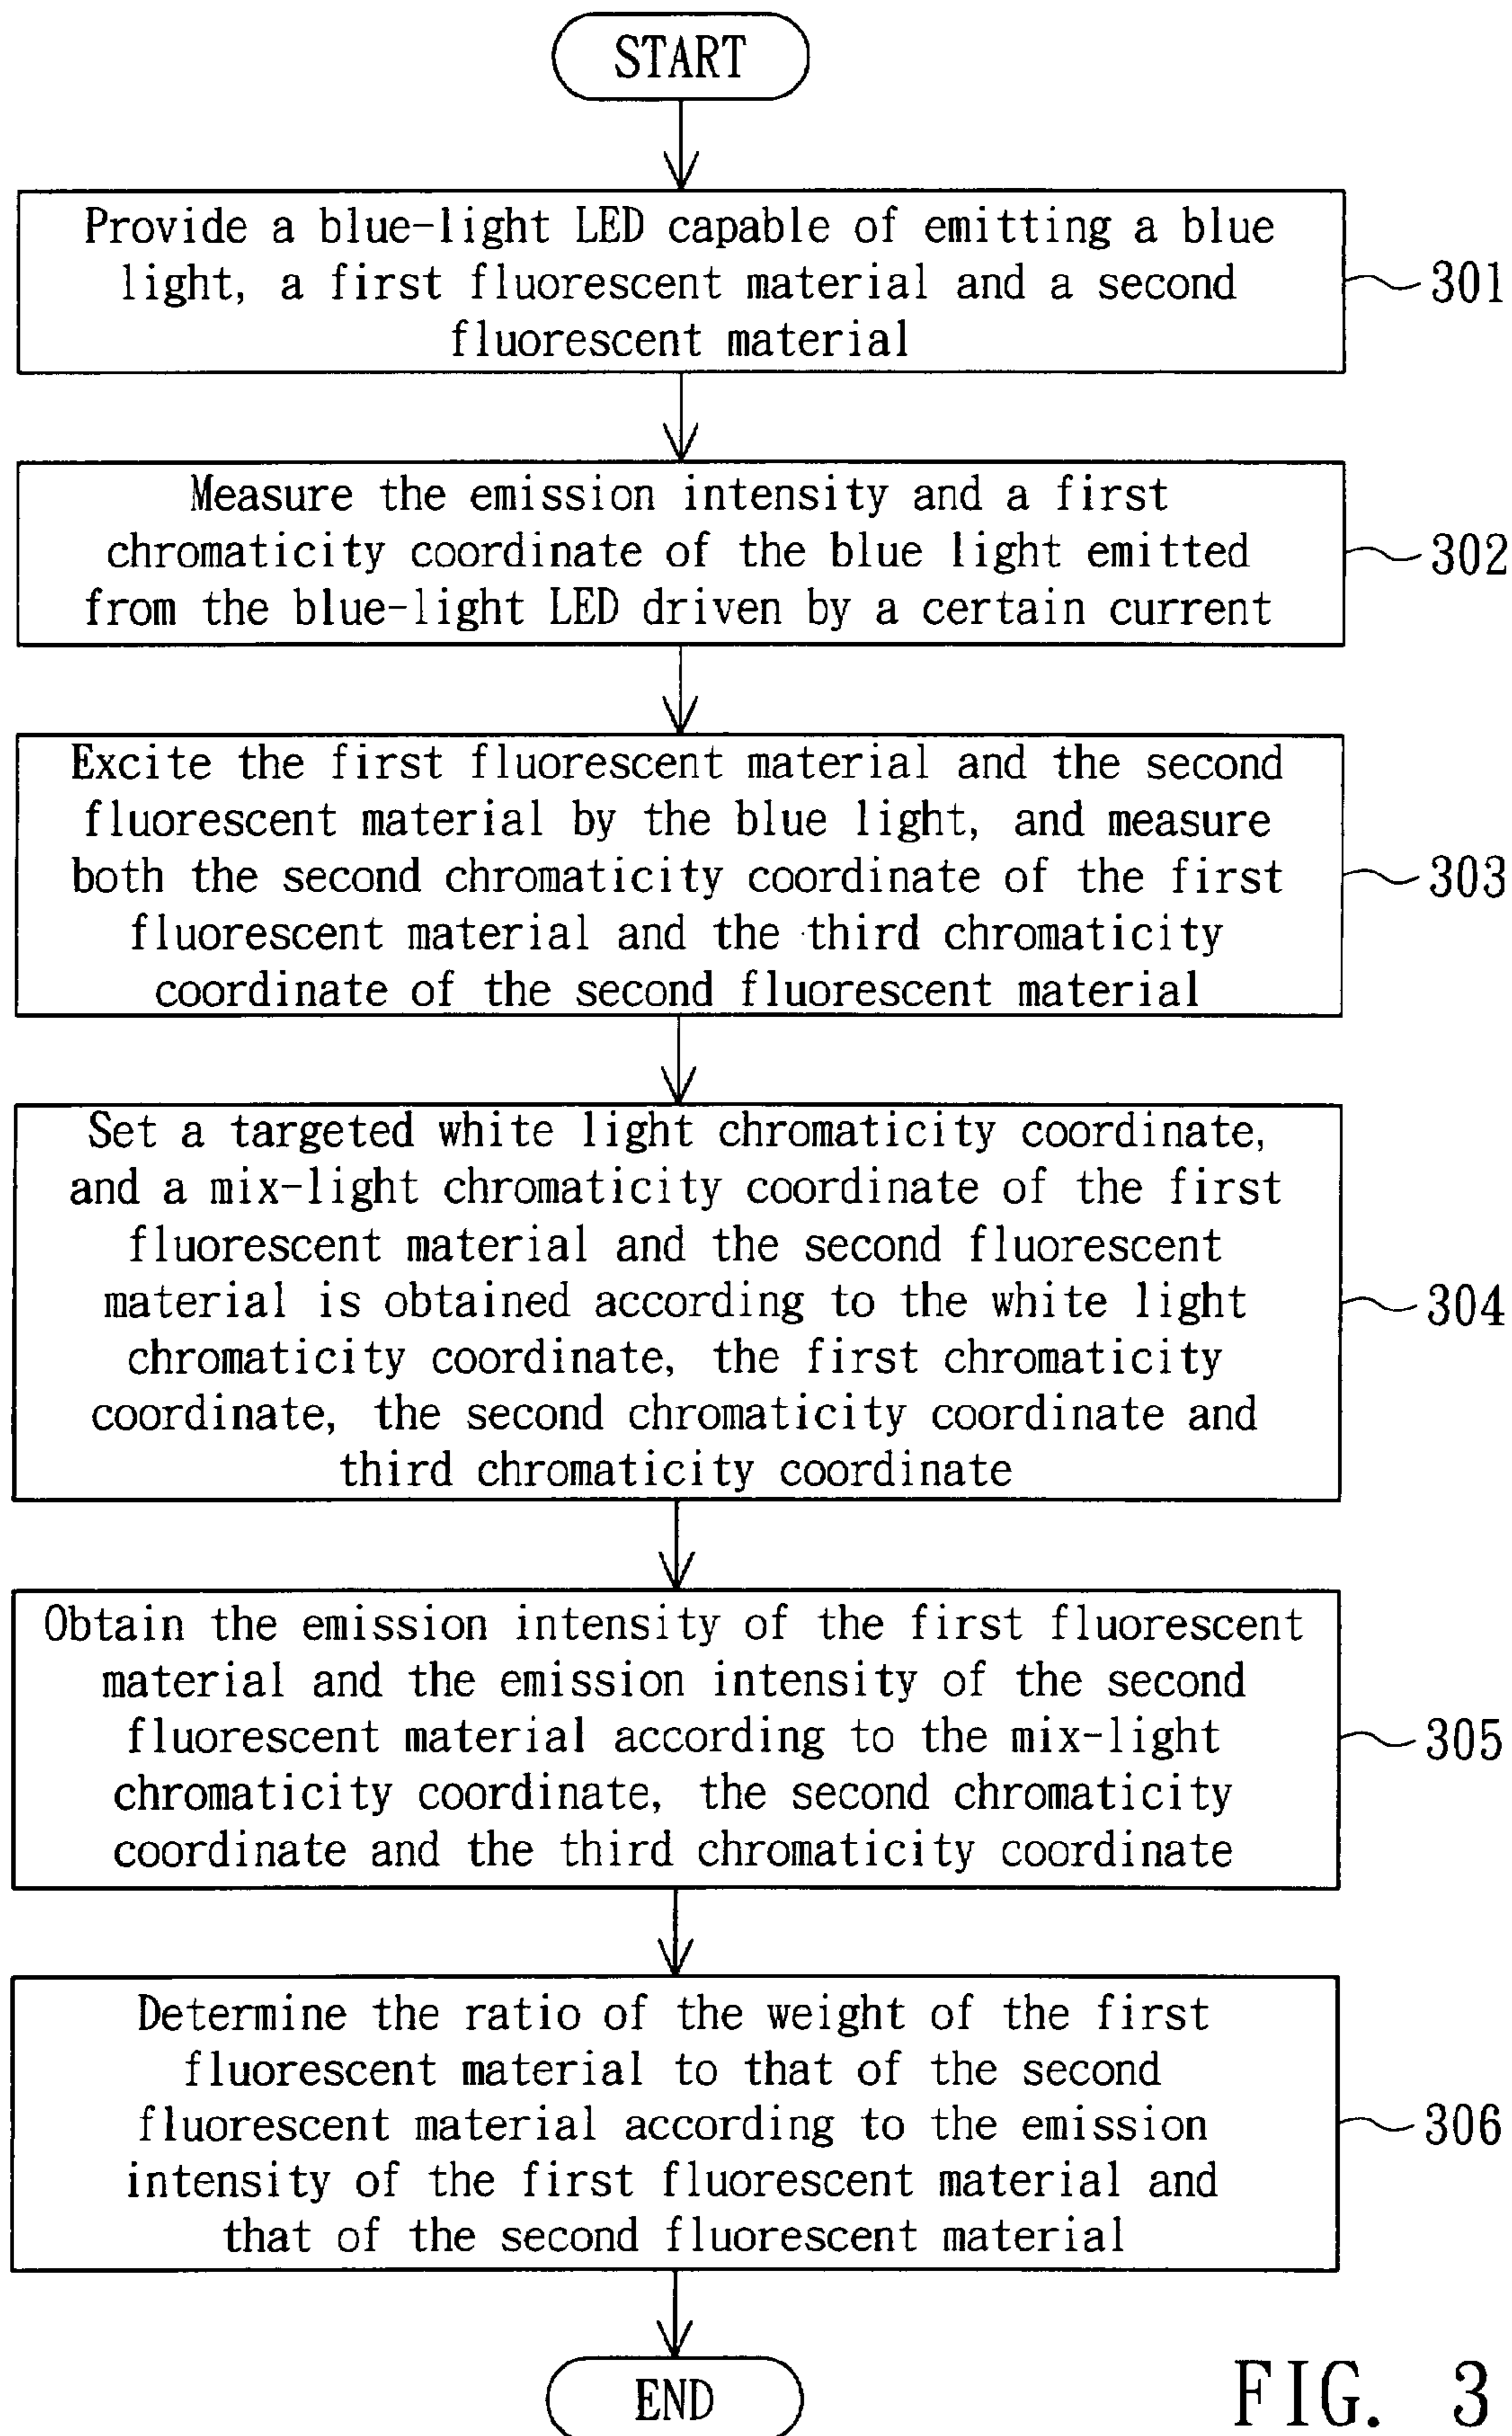 START
Provide a blue-light LED capable of emitting a blue
light, a first fluorescent material and a second
fluorescent material
301
Measure the emission intensity and a first
chromaticity coordinate of the blue light emitted
from the blue-light LED driven by a certain current
302
Excite the first fluorescent material and the second
fluorescent material by the blue light, and measure
both the second chromaticity coordinate of the first
fluorescent material and the third chromaticity
coordinate of the second fluorescent material
303
Set a targeted white light chromaticity coordinate,
and a mix-light chromaticity coordinate of the first
fluorescent material and the second fluorescent
material is obtained according to the white light
chromaticity coordinate, the first chromaticity
coordinate, the second chromaticity coordinate and
third chromaticity coordinate
304
Obtain the emission intensity of the first fluorescent
material and the emission intensity of the second
fluorescent material according to the mix-light
chromaticity coordinate, the second chromaticity
coordinate and the third chromaticity coordinate
305
Determine the ratio of the weight of the first
fluorescent material to that of the second
fluorescent material according to the emission
intensity of the first fluorescent material and
that of the second fluorescent material
306
END
FIG. 3